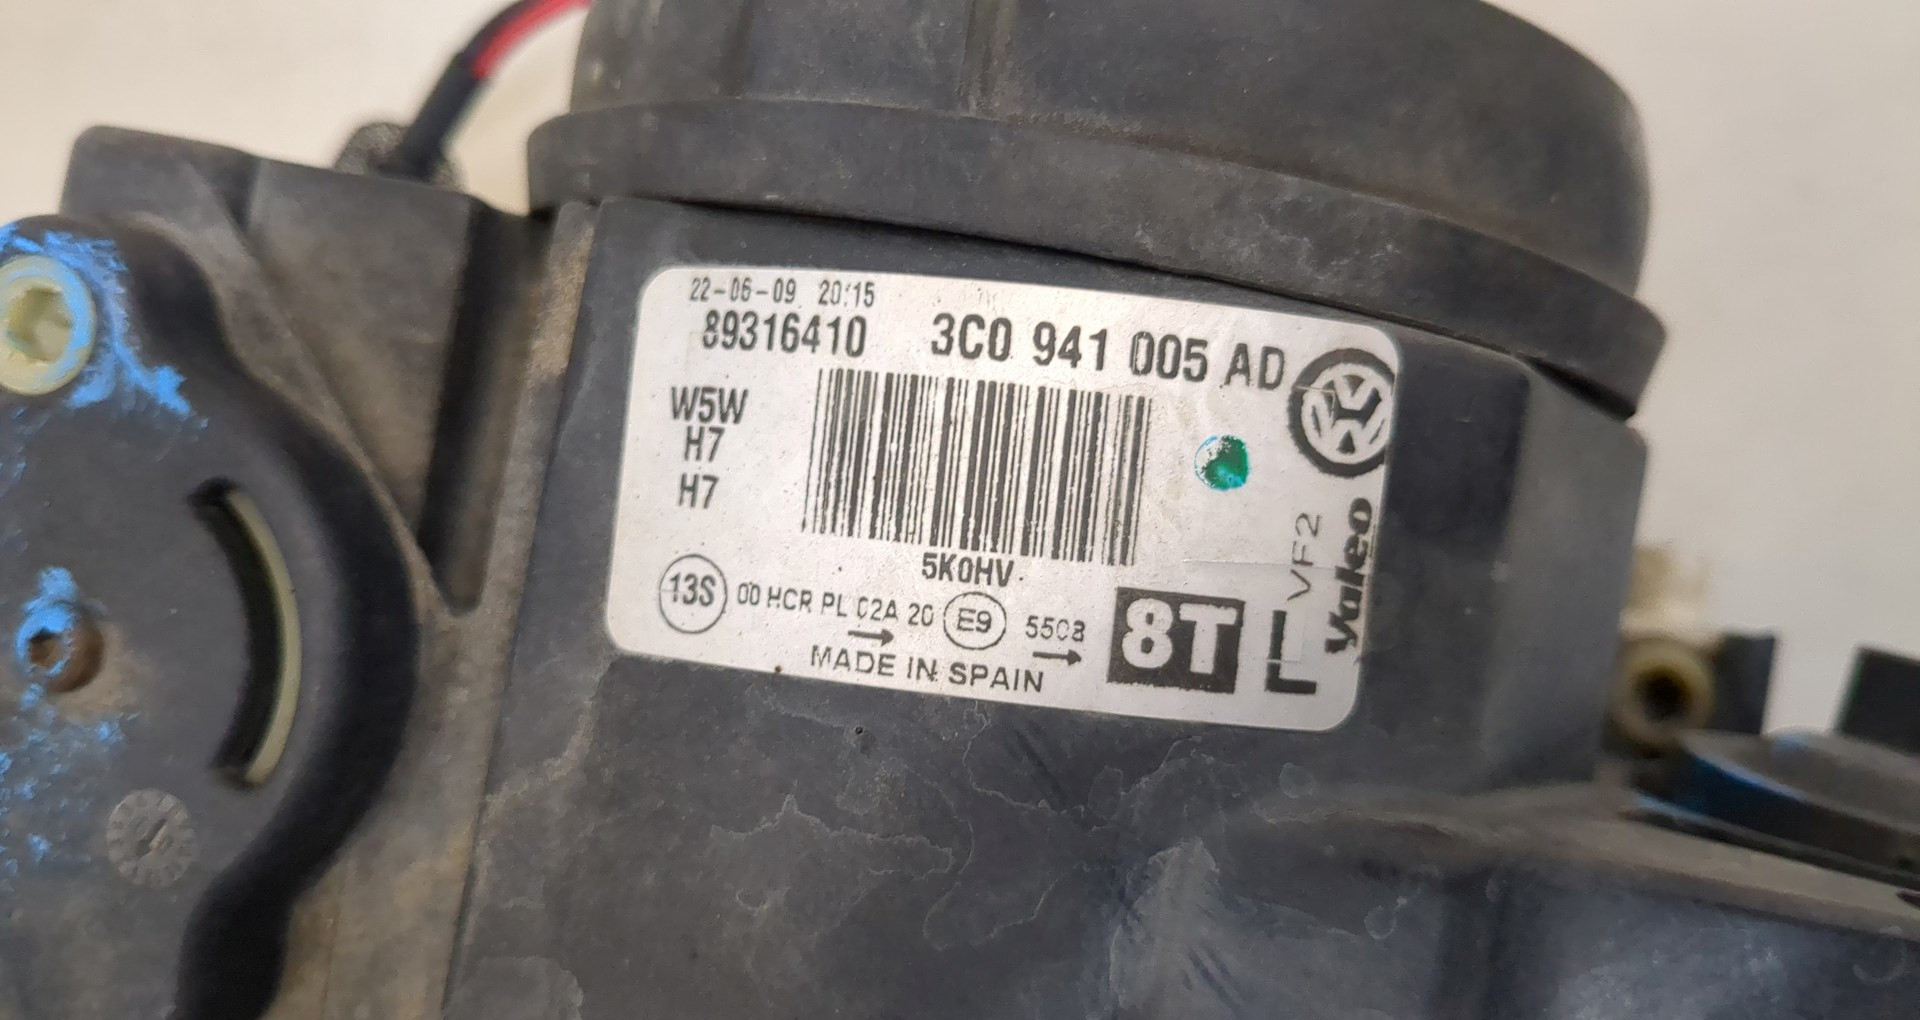 22-06-09 20:15
89316410 3C0 941 005 AD
W5W
H7
H7
5K0HV
13S 00 HCR PL 02A 20 E9 5508
MADE IN SPAIN
8T L
VF2
Valeo